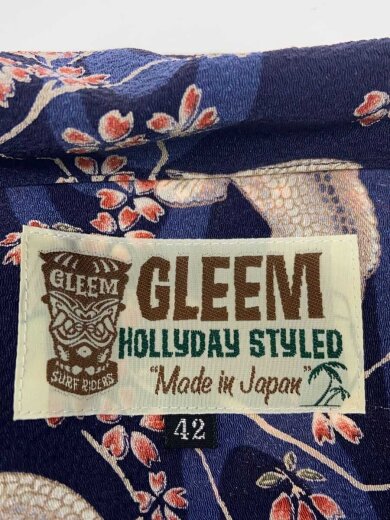 GLEEM
SURF RIDERS
GLEEM
HOLLYDAY STYLED
"Made in Japan"
42